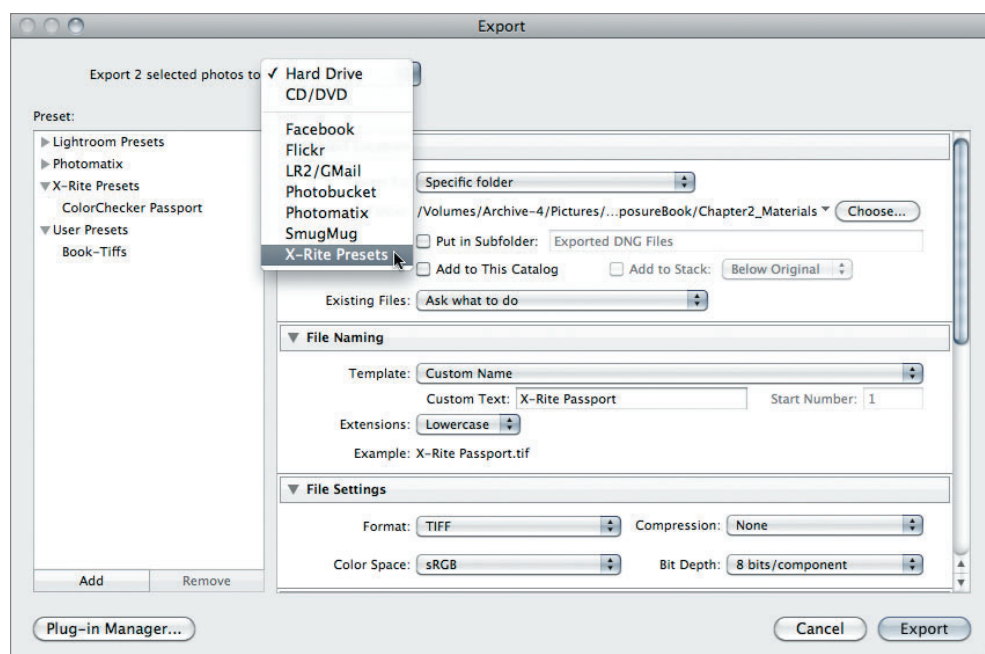 Export
Export 2 selected photos to
✓ Hard Drive
CD/DVD
Facebook
Flickr
LR2/GMail
Photobucket
Photomatix
SmugMug
X-Rite Presets
Preset:
Lightroom Presets
Photomatix
X-Rite Presets
ColorChecker Passport
User Presets
Book-Tiffs
Add Remove
Specific folder
/Volumes/Archive-4/Pictures/...posureBook/Chapter2_Materials Choose...
Put in Subfolder: Exported DNG Files
Add to This Catalog Add to Stack: Below Original
Existing Files: Ask what to do
File Naming
Template: Custom Name
Custom Text: X-Rite Passport Start Number: 1
Extensions: Lowercase
Example: X-Rite Passport.tif
File Settings
Format: TIFF Compression: None
Color Space: sRGB Bit Depth: 8 bits/component
Plug-in Manager... Cancel Export